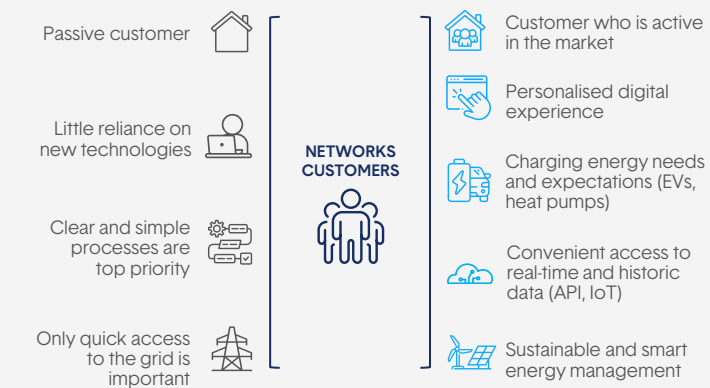 Passive customer
Little reliance on
new technologies
Clear and simple
processes are
top priority
Only quick access
to the grid is
important
NETWORKS
CUSTOMERS
Customer who is active
in the market
Personalised digital
experience
Charging energy needs
and expectations (EVs,
heat pumps)
Convenient access to
real-time and historic
data (API, IoT)
Sustainable and smart
energy management